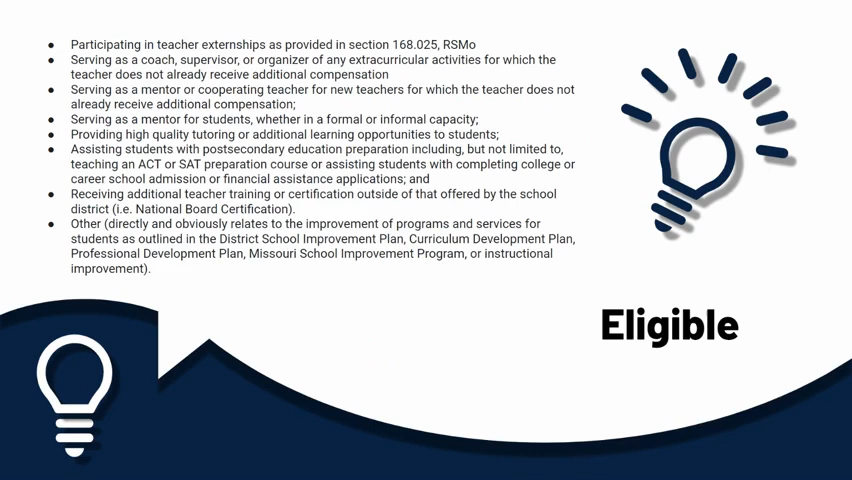 ● Participating in teacher externships as provided in section 168.025, RSMo
● Serving as a coach, supervisor, or organizer of any extracurricular activities for which the
teacher does not already receive additional compensation
● Serving as a mentor or cooperating teacher for new teachers for which the teacher does not
already receive additional compensation;
● Serving as a mentor for students, whether in a formal or informal capacity;
● Providing high quality tutoring or additional learning opportunities to students;
● Assisting students with postsecondary education preparation including, but not limited to,
teaching an ACT or SAT preparation course or assisting students with completing college or
career school admission or financial assistance applications; and
● Receiving additional teacher training or certification outside of that offered by the school
district (i.e. National Board Certification).
● Other (directly and obviously relates to the improvement of programs and services for
students as outlined in the District School Improvement Plan, Curriculum Development Plan,
Professional Development Plan, Missouri School Improvement Program, or instructional
improvement).
Eligible